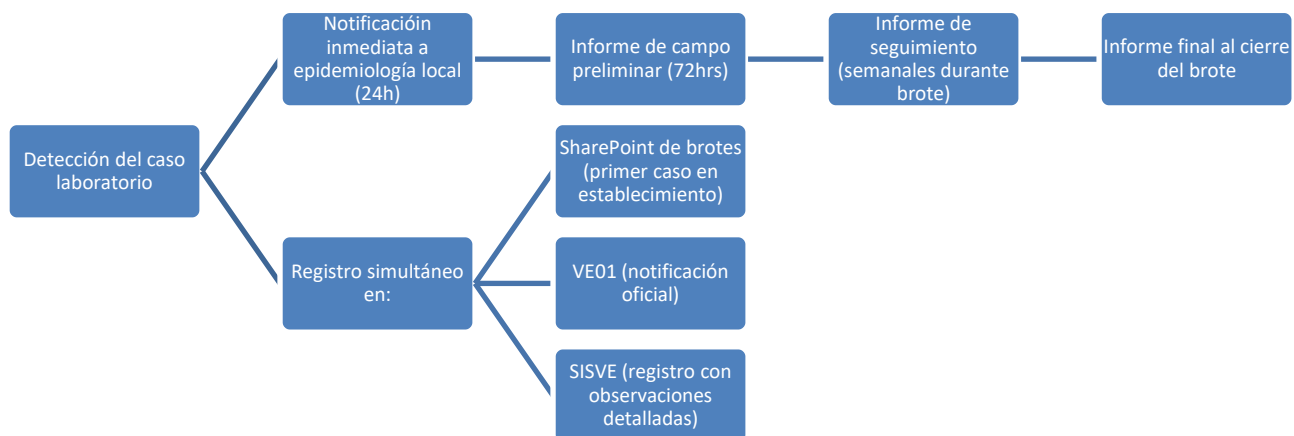 Notificacióin
inmediata a
epidemiología local
(24h)
Informe de campo
preliminar (72hrs)
Informe de
seguimiento
(semanales durante
brote)
Informe final al cierre
del brote
Detección del caso
laboratorio
SharePoint de brotes
(primer caso en
establecimiento)
Registro simultáneo
en:
VE01 (notificación
oficial)
SISVE (registro con
observaciones
detalladas)